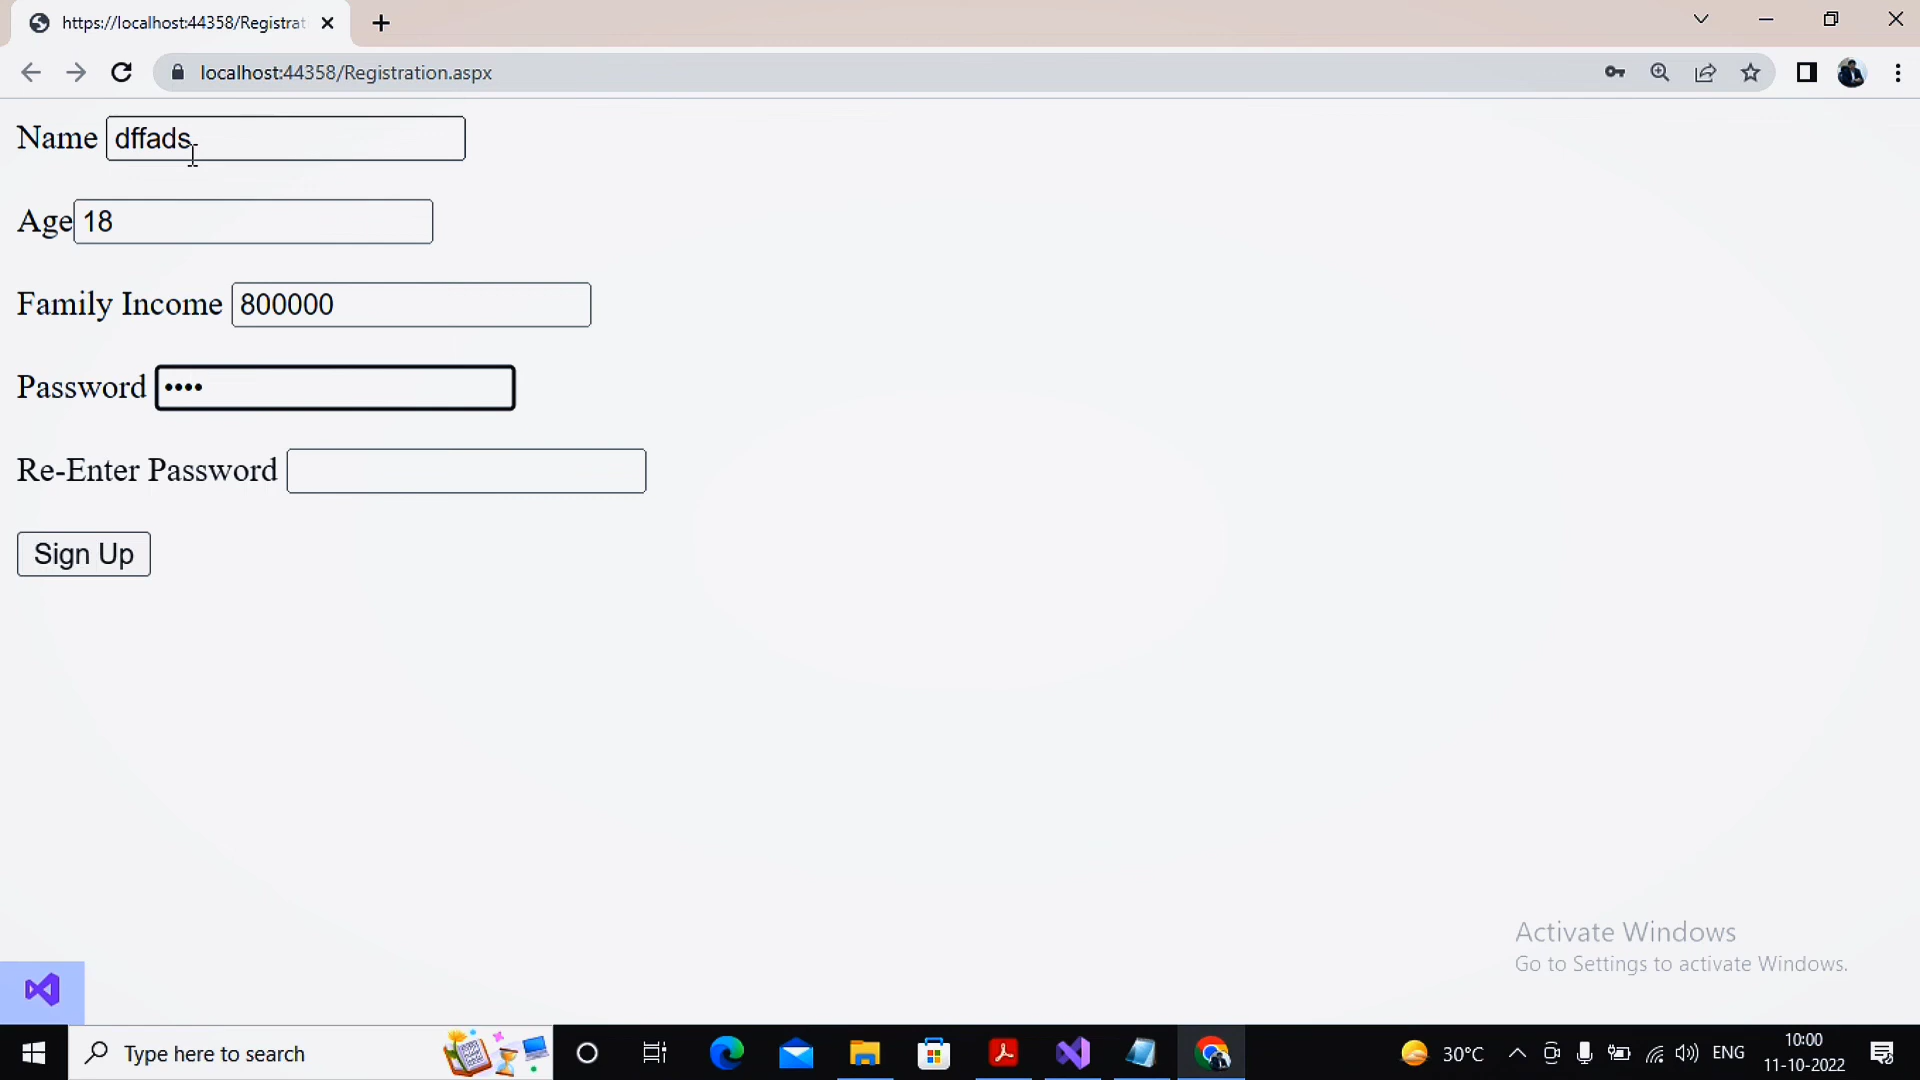 https://localhost:44358/Registrat
localhost:44358/Registration.aspx
Name dffads
Age 18
Family Income 800000
Password ••••
Re-Enter Password
Sign Up
Activate Windows
Go to Settings to activate Windows.
Type here to search
30°C
ENG
10:00
11-10-2022